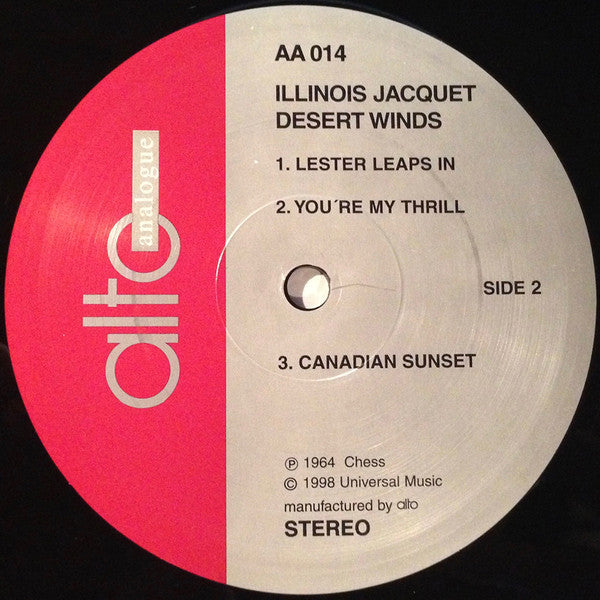 AA 014
ILLINOIS JACQUET
DESERT WINDS
1. LESTER LEAPS IN
2. YOU´RE MY THRILL
SIDE 2
3. CANADIAN SUNSET
℗ 1964 Chess
© 1998 Universal Music
manufactured by alto
STEREO
alto
analogue